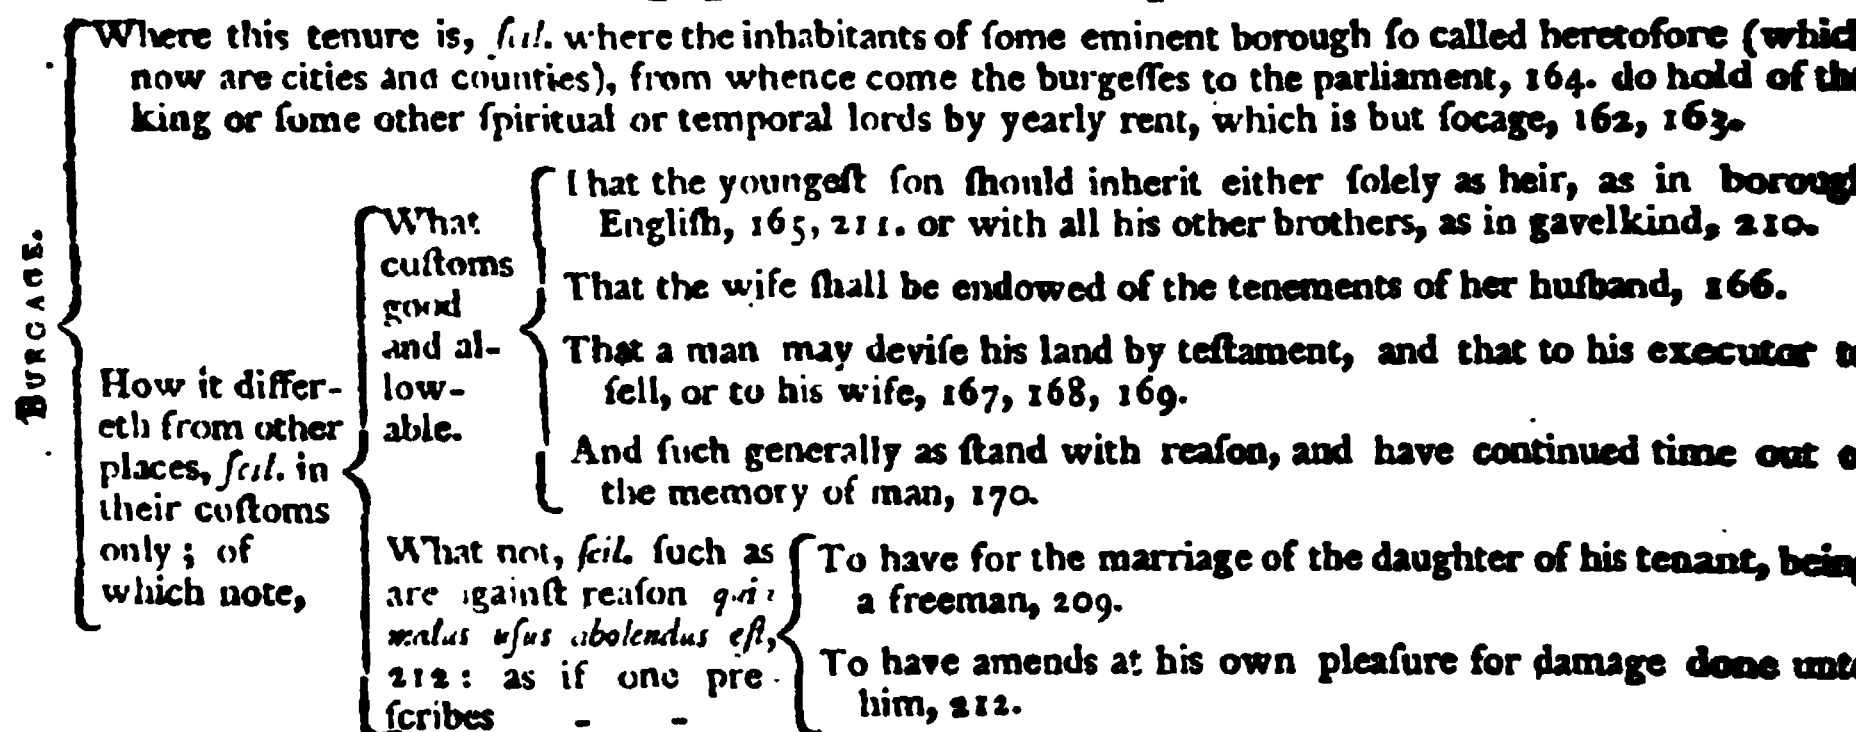 BURGAGE.
Where this tenure is, ſcil. where the inhabitants of ſome eminent borough ſo called heretofore (which
now are cities and counties), from whence come the burgeſſes to the parliament, 164. do hold of the
king or ſome other ſpiritual or temporal lords by yearly rent, which is but ſocage, 162, 163.
How it differ-
eth from other
places, ſcil. in
their cuſtoms
only; of
which note,
What
cuſtoms
good
and al-
low-
able.
That the youngeſt ſon ſhould inherit either ſolely as heir, as in borough
Engliſh, 165, 211. or with all his other brothers, as in gavelkind, 210.
That the wife ſhall be endowed of the tenements of her huſband, 166.
That a man may deviſe his land by teſtament, and that to his executor to
ſell, or to his wife, 167, 168, 169.
And ſuch generally as ſtand with reaſon, and have continued time out o
the memory of man, 170.
What not, ſcil. ſuch as
are againſt reaſon quia
malus uſus abolendus eſt,
212: as if one pre-
ſcribes - -
To have for the marriage of the daughter of his tenant, being
a freeman, 209.
To have amends at his own pleaſure for damage done unto
him, 212.